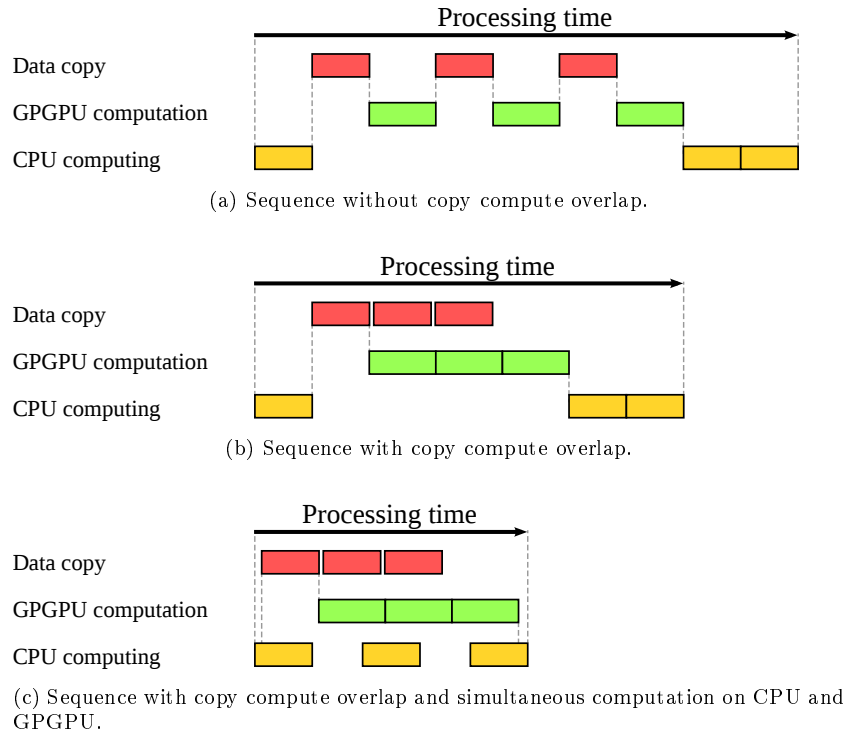 Processing time
Data copy
GPGPU computation
CPU computing
(a) Sequence without copy compute overlap.
Processing time
Data copy
GPGPU computation
CPU computing
(b) Sequence with copy compute overlap.
Processing time
Data copy
GPGPU computation
CPU computing
(c) Sequence with copy compute overlap and simultaneous computation on CPU and
GPGPU.